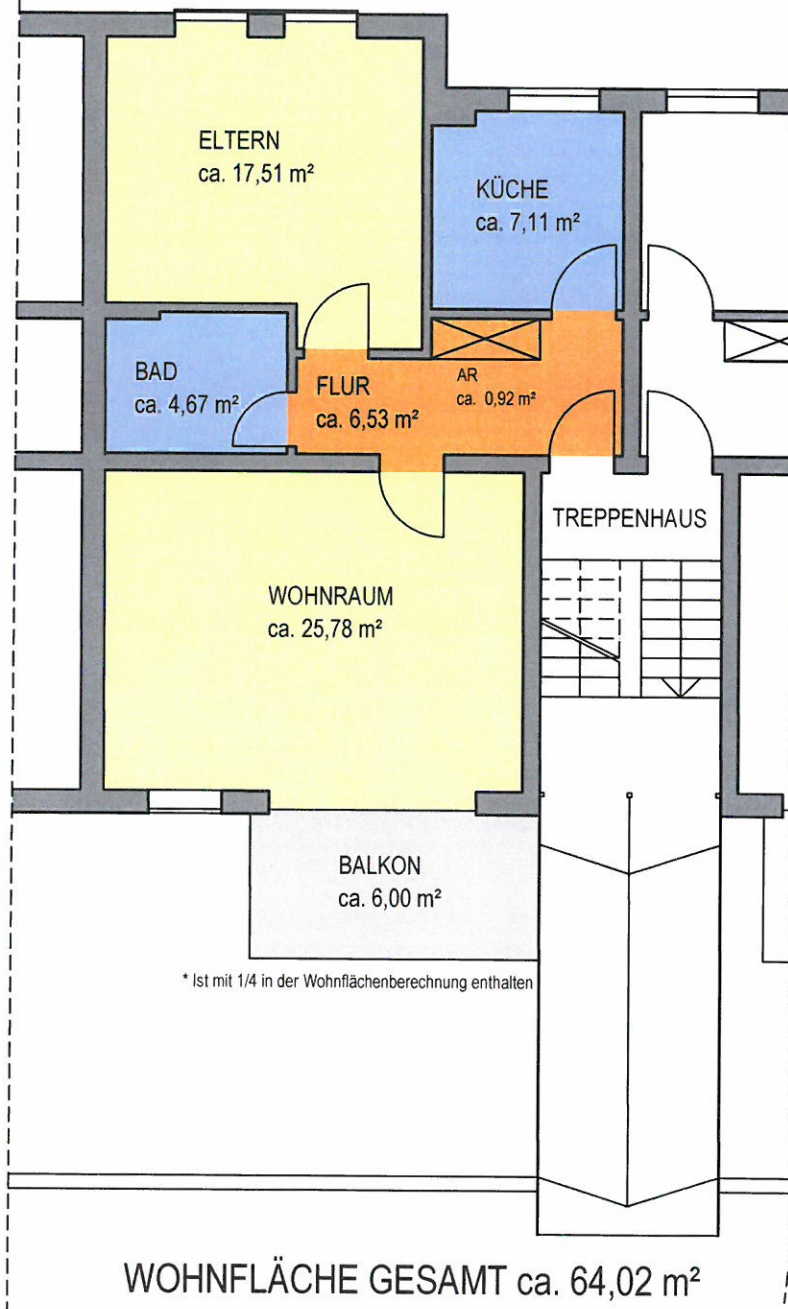 ELTERN
ca. 17,51 m²
KÜCHE
ca. 7,11 m²
BAD
ca. 4,67 m²
FLUR
ca. 6,53 m²
AR
ca. 0,92 m²
TREPPENHAUS
WOHNRAUM
ca. 25,78 m²
BALKON
ca. 6,00 m²
* Ist mit 1/4 in der Wohnflächenberechnung enthalten
WOHNFLÄCHE GESAMT ca. 64,02 m²